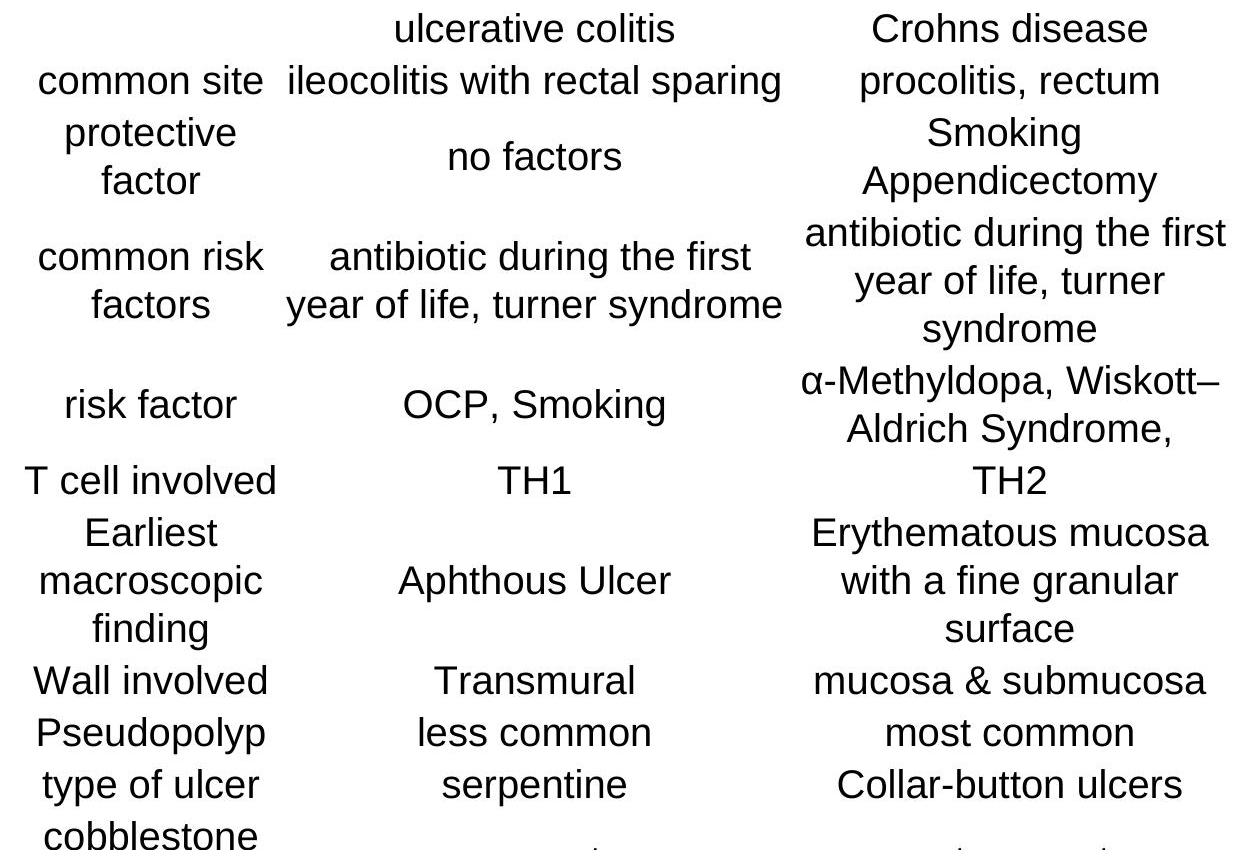 ulcerative colitis Crohns disease
common site ileocolitis with rectal sparing procolitis, rectum
protective
factor
no factors
Smoking
Appendicectomy
common risk
factors
antibiotic during the first
year of life, turner syndrome
antibiotic during the first
year of life, turner
syndrome
risk factor
OCP, Smoking
α-Methyldopa, Wiskott–
Aldrich Syndrome,
T cell involved TH1 TH2
Earliest
macroscopic
finding
Aphthous Ulcer
Erythematous mucosa
with a fine granular
surface
Wall involved Transmural mucosa & submucosa
Pseudopolyp less common most common
type of ulcer serpentine Collar-button ulcers
cobblestone